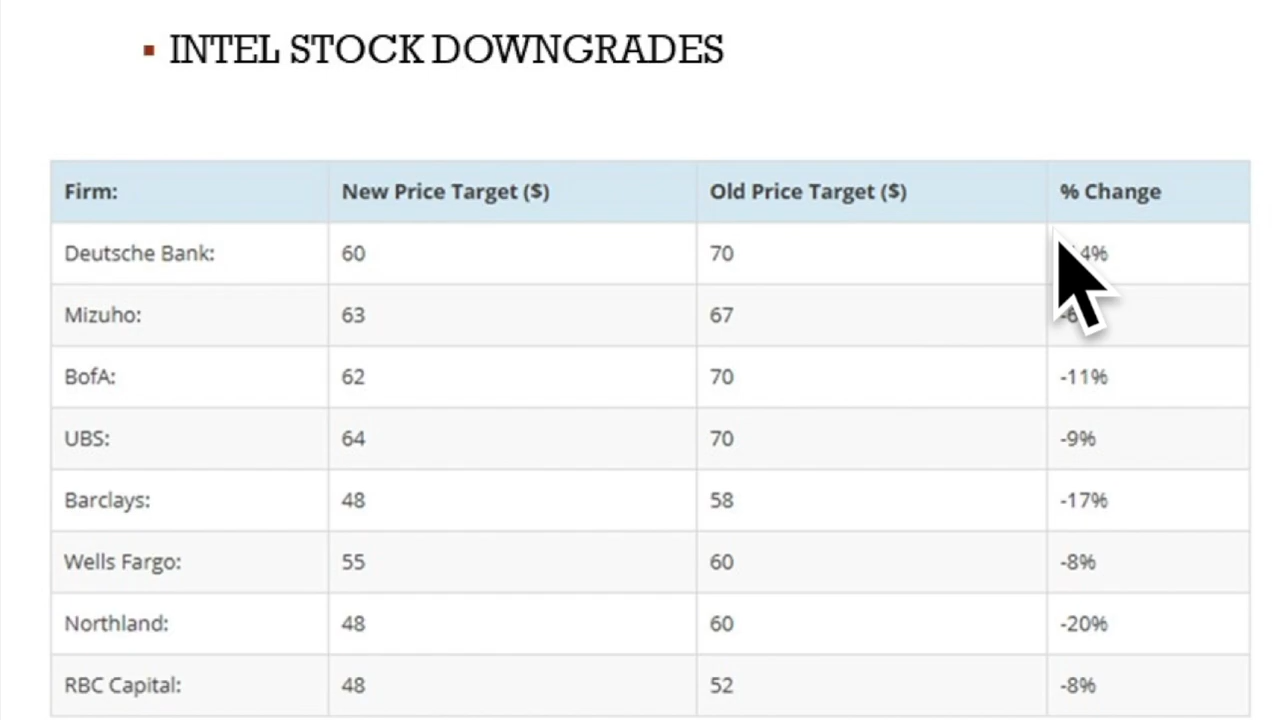 INTEL STOCK DOWNGRADES
Firm: New Price Target ($) Old Price Target ($) % Change
Deutsche Bank: 60 70
Mizuho: 63 67
BofA: 62 70 -11%
UBS: 64 70 -9%
Barclays: 48 58 -17%
Wells Fargo: 55 60 -8%
Northland: 48 60 -20%
RBC Capital: 48 52 -8%